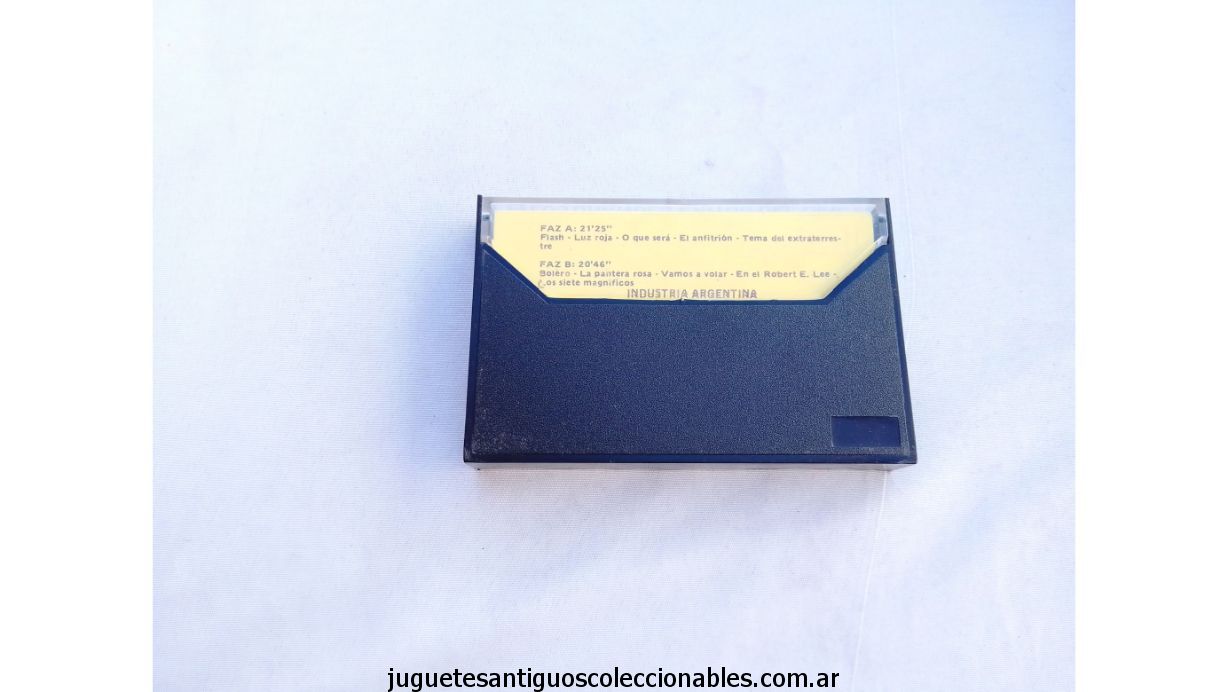 FAZ A: 21'25"
Flash - Luz roja - O que será - El anfitrión - Tema del extraterres-
tre
FAZ B: 20'46"
Bolero - La pantera rosa - Vamos a volar - En el Robert E. Lee -
Los siete magníficos
INDUSTRIA ARGENTINA
juguetesantiguoscoleccionables.com.ar